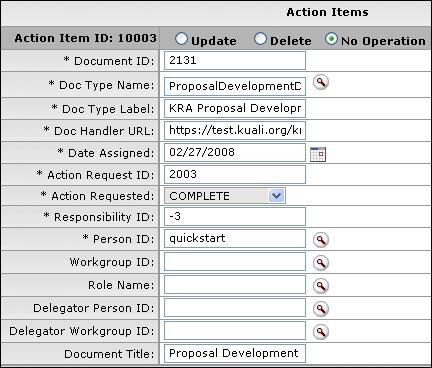 Action Items
Action Item ID: 10003 Update Delete No Operation
* Document ID: 2131
* Doc Type Name: ProposalDevelopmentD
* Doc Type Label: KRA Proposal Developr
* Doc Handler URL: https://test.kuali.org/kr
* Date Assigned: 02/27/2008
* Action Request ID: 2003
* Action Requested: COMPLETE
* Responsibility ID: -3
* Person ID: quickstart
Workgroup ID:
Role Name:
Delegator Person ID:
Delegator Workgroup ID:
Document Title: Proposal Development